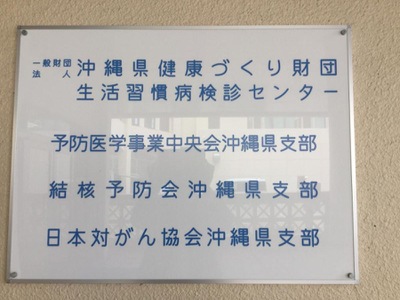 一般財団法人 沖縄県健康づくり財団
生活習慣病検診センター
予防医学事業中央会沖縄県支部
結核予防会沖縄県支部
日本対がん協会沖縄県支部